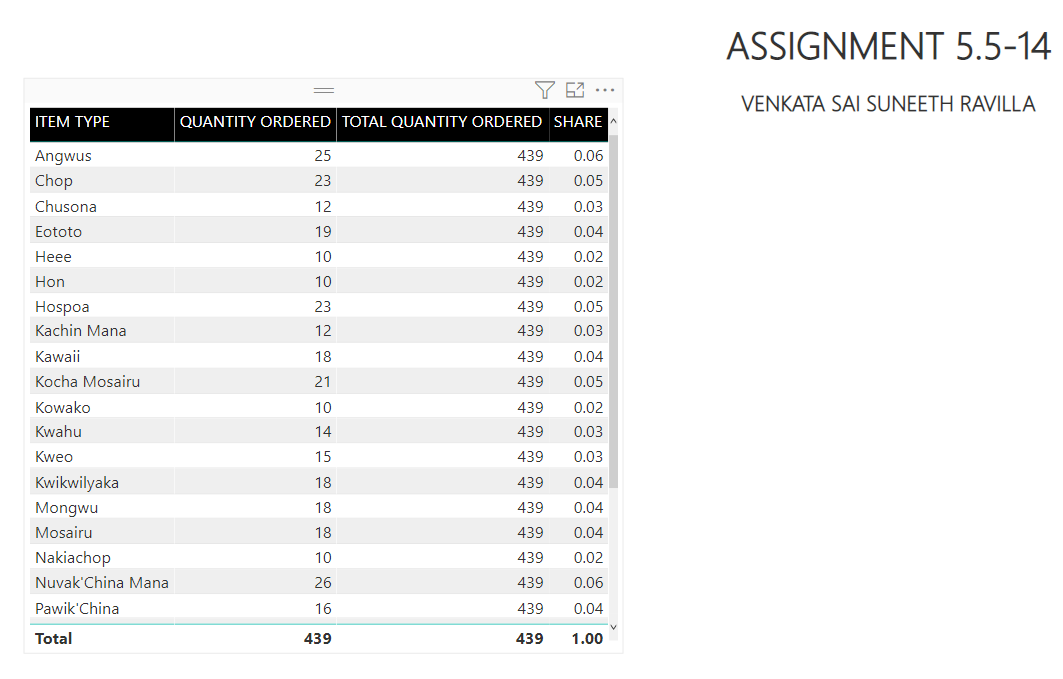 ASSIGNMENT 5.5-14
VENKATA SAI SUNEETH RAVILLA
ITEM TYPE QUANTITY ORDERED TOTAL QUANTITY ORDERED SHARE
Angwus 25 439 0.06
Chop 23 439 0.05
Chusona 12 439 0.03
Eototo 19 439 0.04
Heee 10 439 0.02
Hon 10 439 0.02
Hospoa 23 439 0.05
Kachin Mana 12 439 0.03
Kawaii 18 439 0.04
Kocha Mosairu 21 439 0.05
Kowako 10 439 0.02
Kwahu 14 439 0.03
Kweo 15 439 0.03
Kwikwilyaka 18 439 0.04
Mongwu 18 439 0.04
Mosairu 18 439 0.04
Nakiachop 10 439 0.02
Nuvak'China Mana 26 439 0.06
Pawik'China 16 439 0.04
Total 439 439 1.00